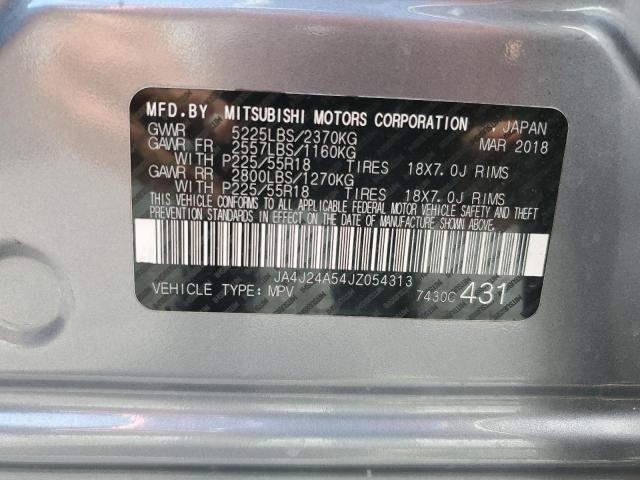 MFD.BY MITSUBISHI MOTORS CORPORATION JAPAN
GWWR 5225LBS/2370KG MAR 2018
GAWR FR 2557LBS/1160KG
WITH P225/55R18 TIRES 18X7.0J RIMS
GAWR RR 2800LBS/1270KG
WITH P225/55R18 TIRES 18X7.0J RIMS
THIS VEHICLE CONFORMS TO ALL APPLICABLE FEDERAL MOTOR VEHICLE SAFETY AND THEFT
PREVENTION STANDARDS IN EFFECT ON THE DATE OF MANUFACTURE SHOWN ABOVE.
JA4J24A54JZ054313
VEHICLE TYPE: MPV 7430C 431